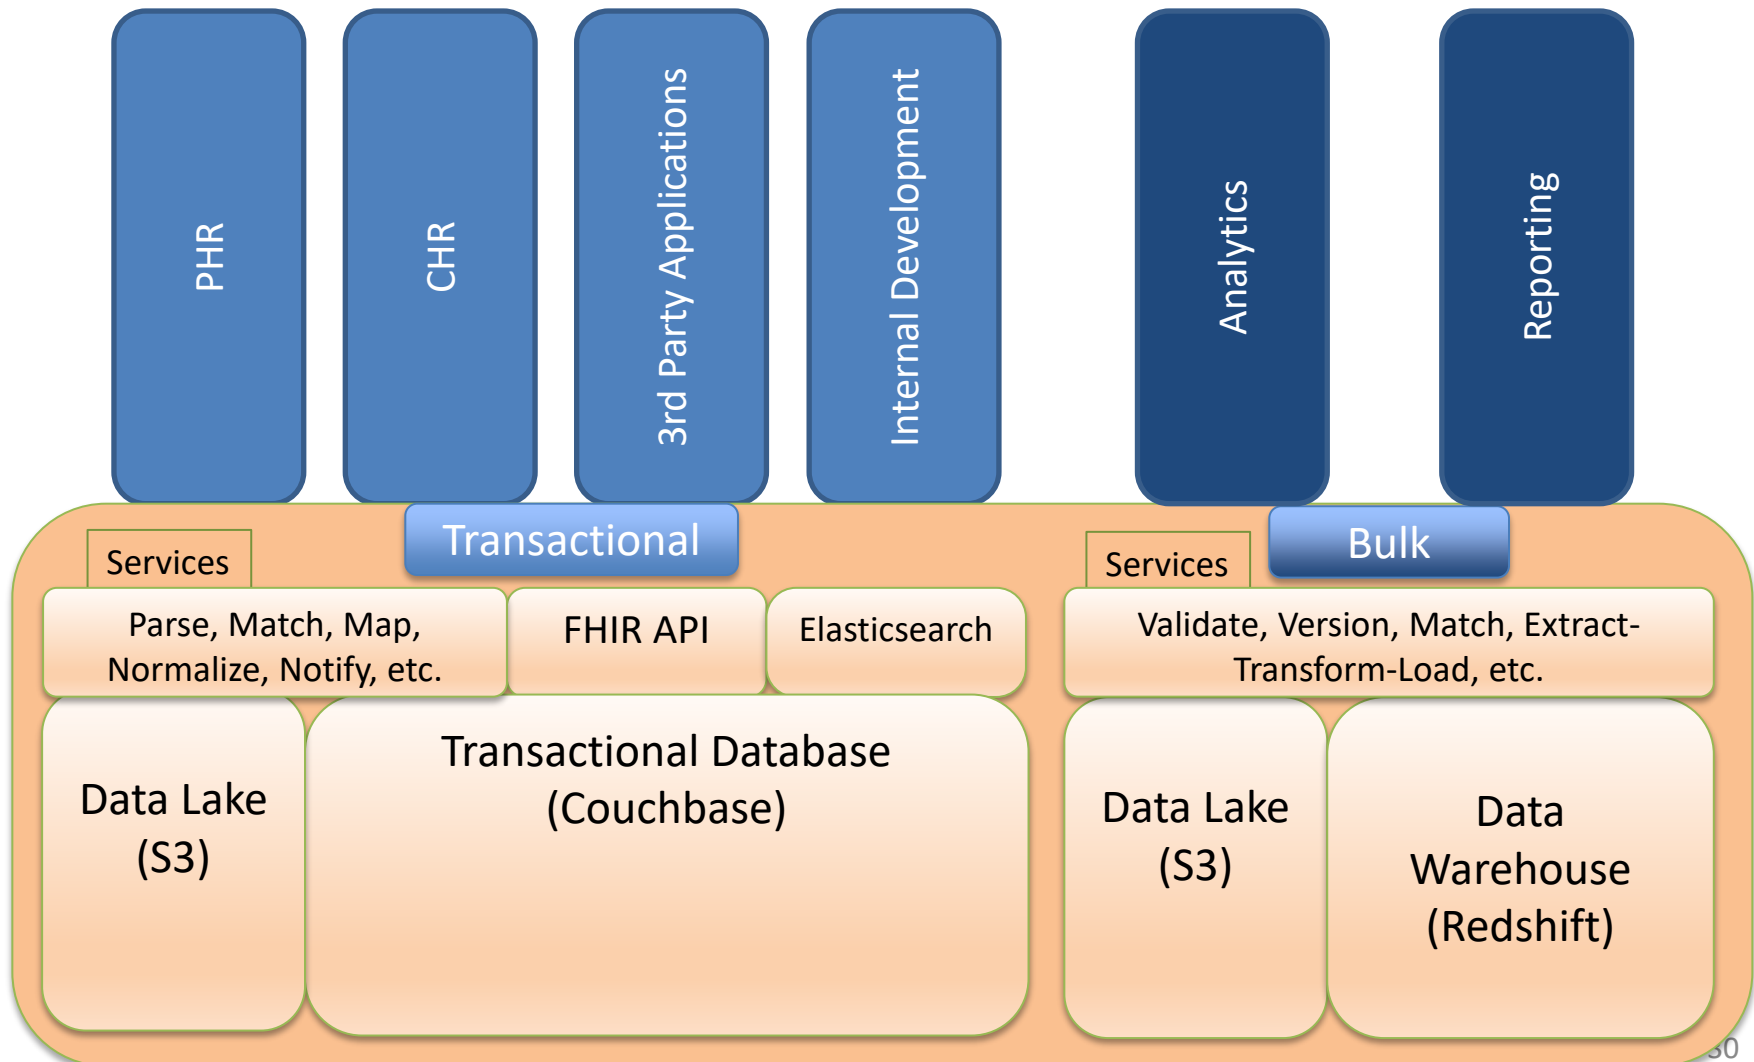 PHR
CHR
3rd Party Applications
Internal Development
Analytics
Reporting
Transactional
Bulk
Services
Services
Parse, Match, Map,
Normalize, Notify, etc.
FHIR API
Elasticsearch
Validate, Version, Match, Extract-
Transform-Load, etc.
Data Lake
(S3)
Transactional Database
(Couchbase)
Data Lake
(S3)
Data
Warehouse
(Redshift)
30